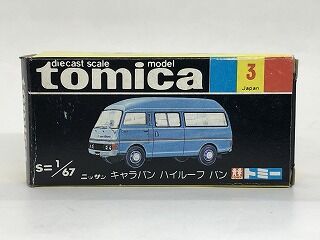 diecast scale model
tomica
3
Japan
S=1/67
ニッサン キャラバン ハイルーフ バン
トミー